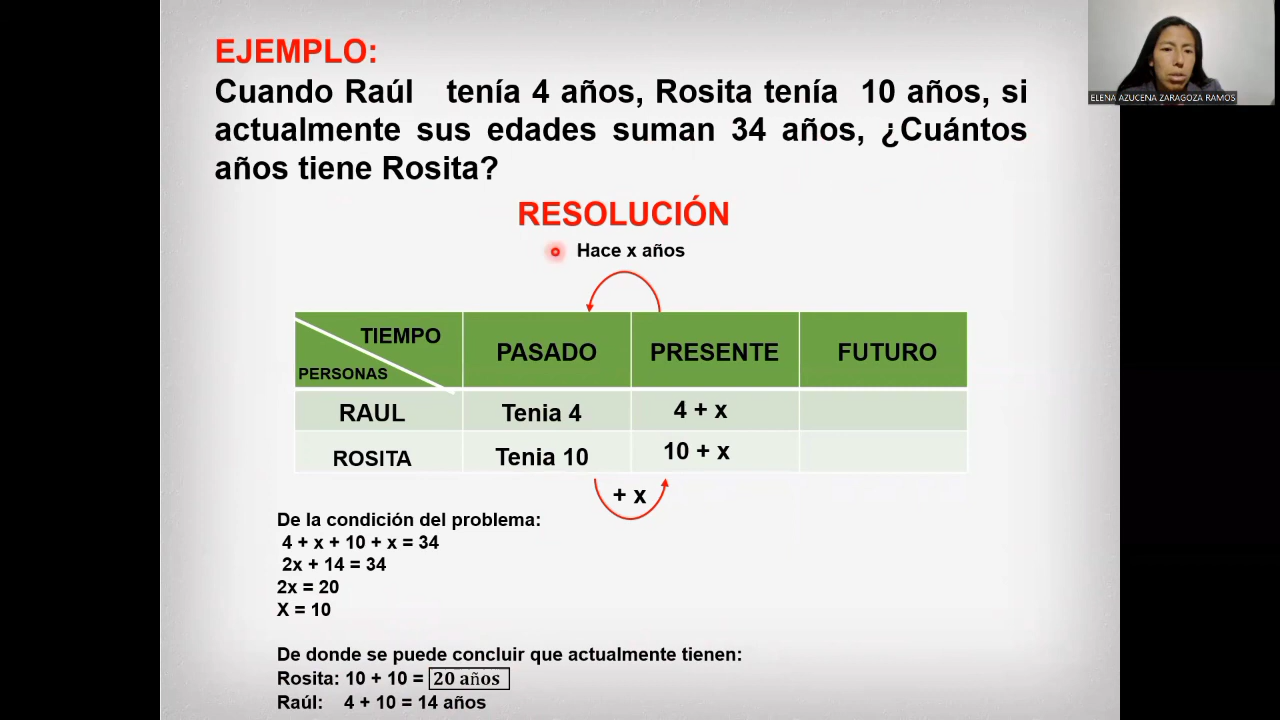 EJEMPLO:
Cuando Raúl tenía 4 años, Rosita tenía 10 años, si
actualmente sus edades suman 34 años, ¿Cuántos
años tiene Rosita?
ELENA AZUCENA ZARAGOZA RAMOS
RESOLUCIÓN
Hace x años
TIEMPO
PERSONAS
PASADO
PRESENTE
FUTURO
RAUL
Tenia 4
4 + x
ROSITA
Tenia 10
10 + x
+ x
De la condición del problema:
4 + x + 10 + x = 34
2x + 14 = 34
2x = 20
X = 10
De donde se puede concluir que actualmente tienen:
Rosita: 10 + 10 = 20 años
Raúl: 4 + 10 = 14 años